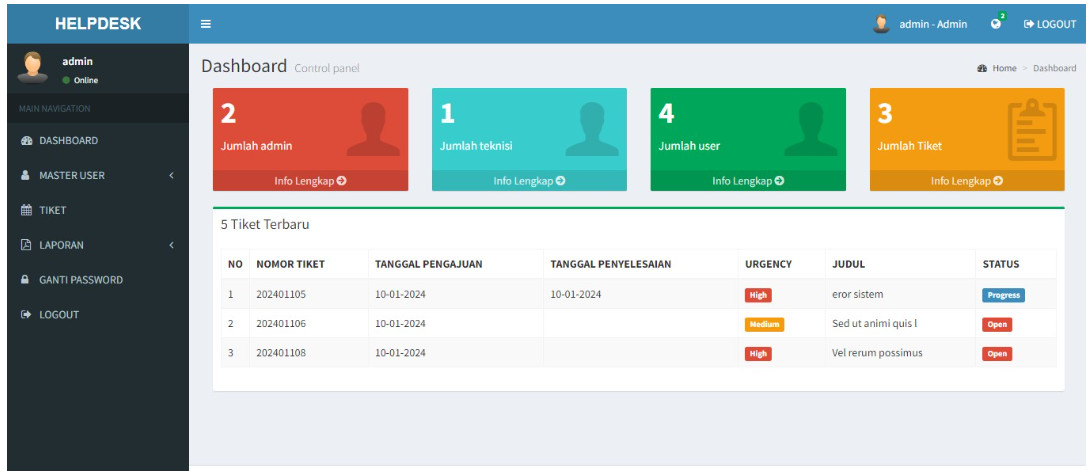 HELPDESK
admin - Admin
2
LOGOUT
admin
Online
MAIN NAVIGATION
DASHBOARD
MASTER USER
TIKET
LAPORAN
GANTI PASSWORD
LOGOUT
Dashboard Control panel
Home > Dashboard
2
Jumlah admin
Info Lengkap
1
Jumlah teknisi
Info Lengkap
4
Jumlah user
Info Lengkap
3
Jumlah Tiket
Info Lengkap
5 Tiket Terbaru
NO NOMOR TIKET TANGGAL PENGAJUAN TANGGAL PENYELESAIAN URGENCY JUDUL STATUS
1 202401105 10-01-2024 10-01-2024 High eror sistem Progress
2 202401106 10-01-2024 Medium Sed ut animi quis l Open
3 202401108 10-01-2024 High Vel rerum possimus Open